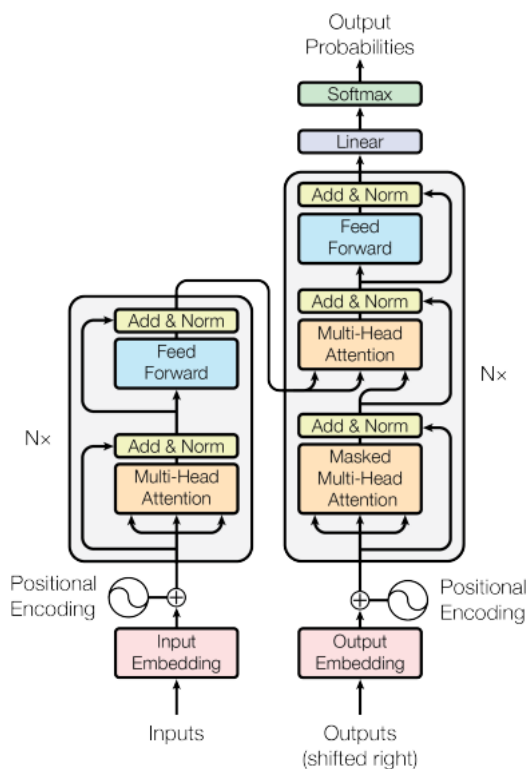 Output
Probabilities
Softmax
Linear
Add & Norm
Feed
Forward
Add & Norm
Multi-Head
Attention
Add & Norm
Masked
Multi-Head
Attention
N×
Add & Norm
Feed
Forward
N×
Add & Norm
Multi-Head
Attention
Positional
Encoding
Positional
Encoding
Input
Embedding
Output
Embedding
Inputs
Outputs
(shifted right)